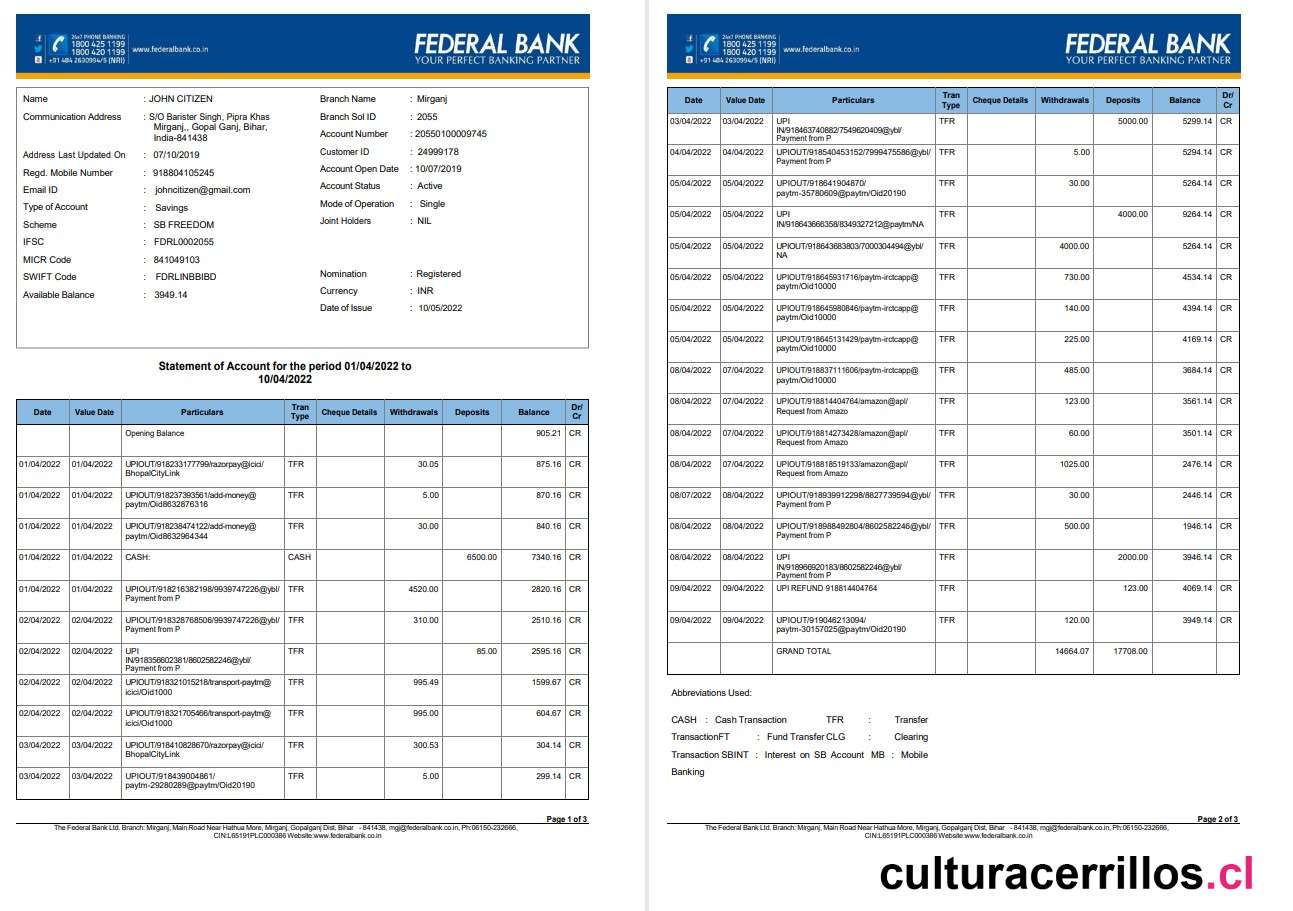 24x7 PHONE BANKING
1800 425 1199
1800 420 1199
+91 484 2630994/5 (NRI)
www.federalbank.co.in
FEDERAL BANK
YOUR PERFECT BANKING PARTNER
Name : JOHN CITIZEN
Communication Address : S/O Barister Singh, Pipra Khas
Mirganj,, Gopal Ganj, Bihar,
India-841438
Address Last Updated On : 07/10/2019
Regd. Mobile Number : 918804105245
Email ID : johncitizen@gmail.com
Type of Account : Savings
Scheme : SB FREEDOM
IFSC : FDRL0002055
MICR Code : 841049103
SWIFT Code : FDRLINBBIBD
Available Balance : 3949.14
Branch Name : Mirganj
Branch Sol ID : 2055
Account Number : 20550100009745
Customer ID : 24999178
Account Open Date : 10/07/2019
Account Status : Active
Mode of Operation : Single
Joint Holders : NIL
Nomination : Registered
Currency : INR
Date of Issue : 10/05/2022
Statement of Account for the period 01/04/2022 to
10/04/2022
Date Value Date Particulars Tran Type Cheque Details Withdrawals Deposits Balance Dr/ Cr
Opening Balance 905.21 CR
01/04/2022 01/04/2022 UPIOUT/918233177799/razorpay@icici/ TFR 30.05 875.16 CR
BhopalCityLink
01/04/2022 01/04/2022 UPIOUT/918237393561/add-money@ TFR 5.00 870.16 CR
paytm/Oid8632876316
01/04/2022 01/04/2022 UPIOUT/918238474122/add-money@ TFR 30.00 840.16 CR
paytm/Oid8632964344
01/04/2022 01/04/2022 CASH: CASH 6500.00 7340.16 CR
01/04/2022 01/04/2022 UPIOUT/918216382198/9939747226@ybl/ TFR 4520.00 2820.16 CR
Payment from P
02/04/2022 02/04/2022 UPIOUT/918328768506/9939747226@ybl/ TFR 310.00 2510.16 CR
Payment from P
02/04/2022 02/04/2022 UPI TFR 85.00 2595.16 CR
IN/918356602381/8602582246@ybl/
Payment from P
02/04/2022 02/04/2022 UPIOUT/918321015218/transport-paytm@ TFR 995.49 1599.67 CR
icici/Oid1000
02/04/2022 02/04/2022 UPIOUT/918321705466/transport-paytm@ TFR 995.00 604.67 CR
icici/Oid1000
03/04/2022 03/04/2022 UPIOUT/918410828670/razorpay@icici/ TFR 300.53 304.14 CR
BhopalCityLink
03/04/2022 03/04/2022 UPIOUT/918439004861/ TFR 5.00 299.14 CR
paytm-29280289@paytm/Oid20190
Page 1 of 3
The Federal Bank Ltd. Branch: Mirganj, Main Road Near Hathua More, Mirganj, Gopalganj Dist, Bihar - 841438, mgj@federalbank.co.in, Ph:06150-232666,
CIN:L65191PLC000386 Website:www.federalbank.co.in
24x7 PHONE BANKING
1800 425 1199
1800 420 1199
+91 484 2630994/5 (NRI)
www.federalbank.co.in
FEDERAL BANK
YOUR PERFECT BANKING PARTNER
Date Value Date Particulars Tran Type Cheque Details Withdrawals Deposits Balance Dr/ Cr
03/04/2022 03/04/2022 UPI TFR 5000.00 5299.14 CR
IN/918463740882/7549620409@ybl/
Payment from P
04/04/2022 04/04/2022 UPIOUT/918540453152/7999475586@ybl/ TFR 5.00 5294.14 CR
Payment from P
05/04/2022 05/04/2022 UPIOUT/918641904870/ TFR 30.00 5264.14 CR
paytm-35780609@paytm/Oid20190
05/04/2022 05/04/2022 UPI TFR 4000.00 9264.14 CR
IN/918643666358/8349327212@paytm/NA
05/04/2022 05/04/2022 UPIOUT/918643683803/7000304494@ybl/ TFR 4000.00 5264.14 CR
NA
05/04/2022 05/04/2022 UPIOUT/918645931716/paytm-irctcapp@ TFR 730.00 4534.14 CR
paytm/Oid10000
05/04/2022 05/04/2022 UPIOUT/918645980846/paytm-irctcapp@ TFR 140.00 4394.14 CR
paytm/Oid10000
05/04/2022 05/04/2022 UPIOUT/918645131429/paytm-irctcapp@ TFR 225.00 4169.14 CR
paytm/Oid10000
08/04/2022 07/04/2022 UPIOUT/918837111606/paytm-irctcapp@ TFR 485.00 3684.14 CR
paytm/Oid10000
08/04/2022 07/04/2022 UPIOUT/918814404764/amazon@apl/ TFR 123.00 3561.14 CR
Request from Amazo
08/04/2022 07/04/2022 UPIOUT/918814273428/amazon@apl/ TFR 60.00 3501.14 CR
Request from Amazo
08/04/2022 07/04/2022 UPIOUT/918818519133/amazon@apl/ TFR 1025.00 2476.14 CR
Request from Amazo
08/07/2022 08/04/2022 UPIOUT/918939912298/8827739594@ybl/ TFR 30.00 2446.14 CR
Payment from P
08/04/2022 08/04/2022 UPIOUT/918988492804/8602582246@ybl/ TFR 500.00 1946.14 CR
Payment from P
08/04/2022 08/04/2022 UPI TFR 2000.00 3946.14 CR
IN/918966920183/8602582246@ybl/
Payment from P
09/04/2022 09/04/2022 UPI REFUND 918814404764 TFR 123.00 4069.14 CR
09/04/2022 09/04/2022 UPIOUT/919046213094/ TFR 120.00 3949.14 CR
paytm-30157025@paytm/Oid20190
GRAND TOTAL 14664.07 17708.00
Abbreviations Used:
CASH : Cash Transaction TFR : Transfer
TransactionFT : Fund Transfer CLG : Clearing
Transaction SBINT : Interest on SB Account MB : Mobile
Banking
Page 2 of 3
The Federal Bank Ltd. Branch: Mirganj, Main Road Near Hathua More, Mirganj, Gopalganj Dist, Bihar - 841438, mgj@federalbank.co.in, Ph:06150-232666,
CIN:L65191PLC000386 Website:www.federalbank.co.in
culturacerrillos.cl